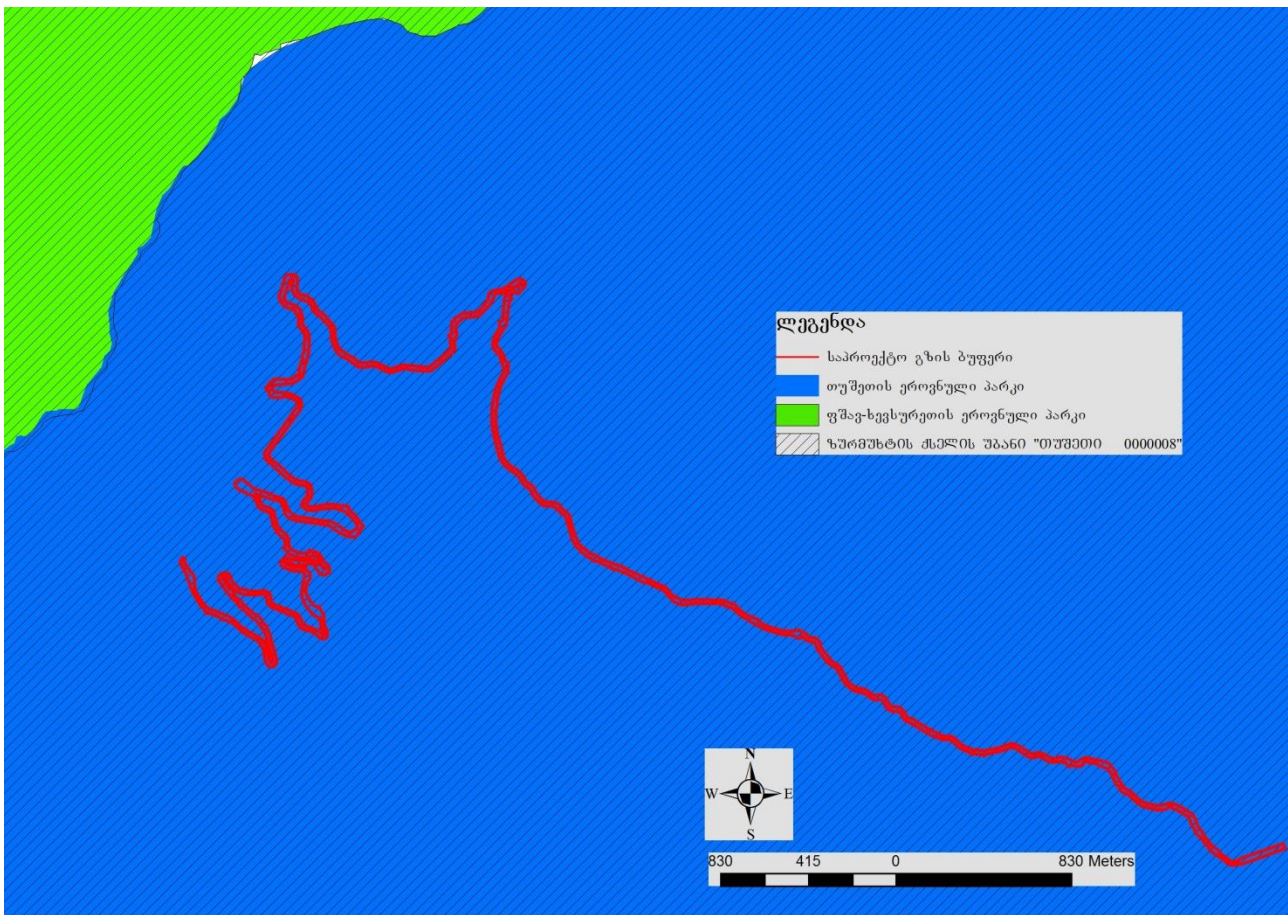 ლეგენდა
საპროექტო გზის ბუფერი
თუშეთის ეროვნული პარკი
ფშავ-ხევსურეთის ეროვნული პარკი
ზურმუხტის ქსელის უბანი "თუშეთი 0000008"
N
W E
S
830 415 0 830 Meters